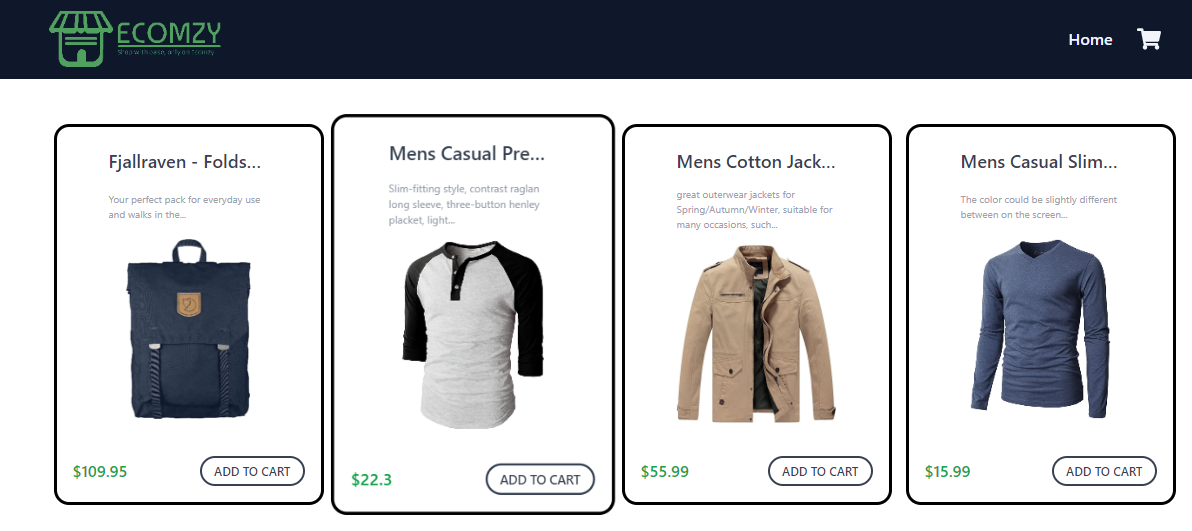 ECOMZY
Shop with ease, only on Ecomzy
Home
Fjallraven - Folds...
Your perfect pack for everyday use
and walks in the...
$109.95
ADD TO CART
Mens Casual Pre...
Slim-fitting style, contrast raglan
long sleeve, three-button henley
placket, light...
$22.3
ADD TO CART
Mens Cotton Jack...
great outerwear jackets for
Spring/Autumn/Winter, suitable for
many occasions, such...
$55.99
ADD TO CART
Mens Casual Slim...
The color could be slightly different
between on the screen...
$15.99
ADD TO CART